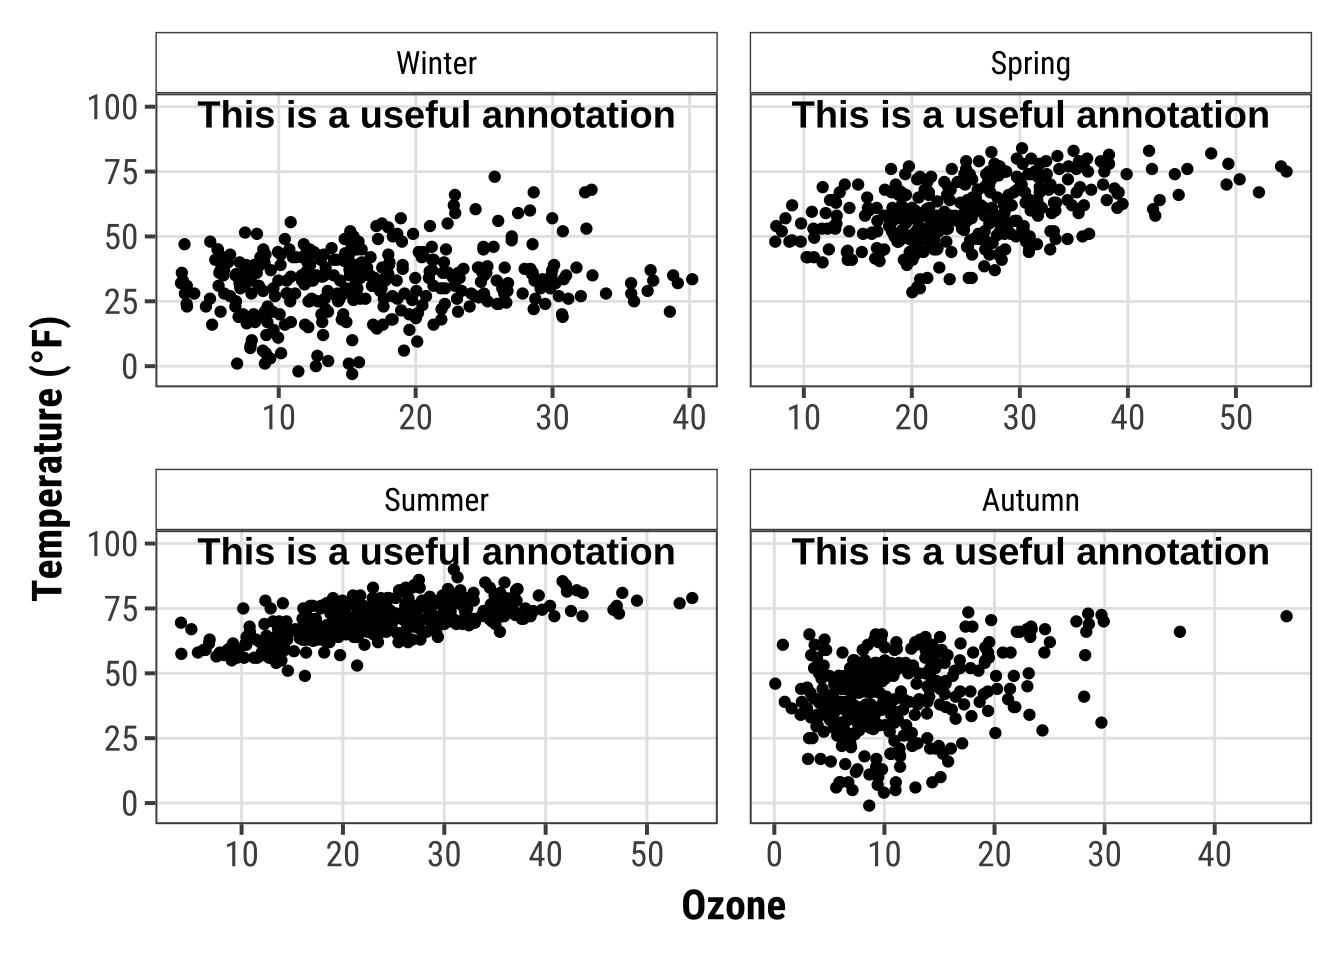 Winter
Spring
This is a useful annotation
This is a useful annotation
100
75
50
25
0
10 20 30 40
10 20 30 40 50
Summer
Autumn
This is a useful annotation
This is a useful annotation
100
75
50
25
0
10 20 30 40 50
0 10 20 30 40
Temperature (°F)
Ozone